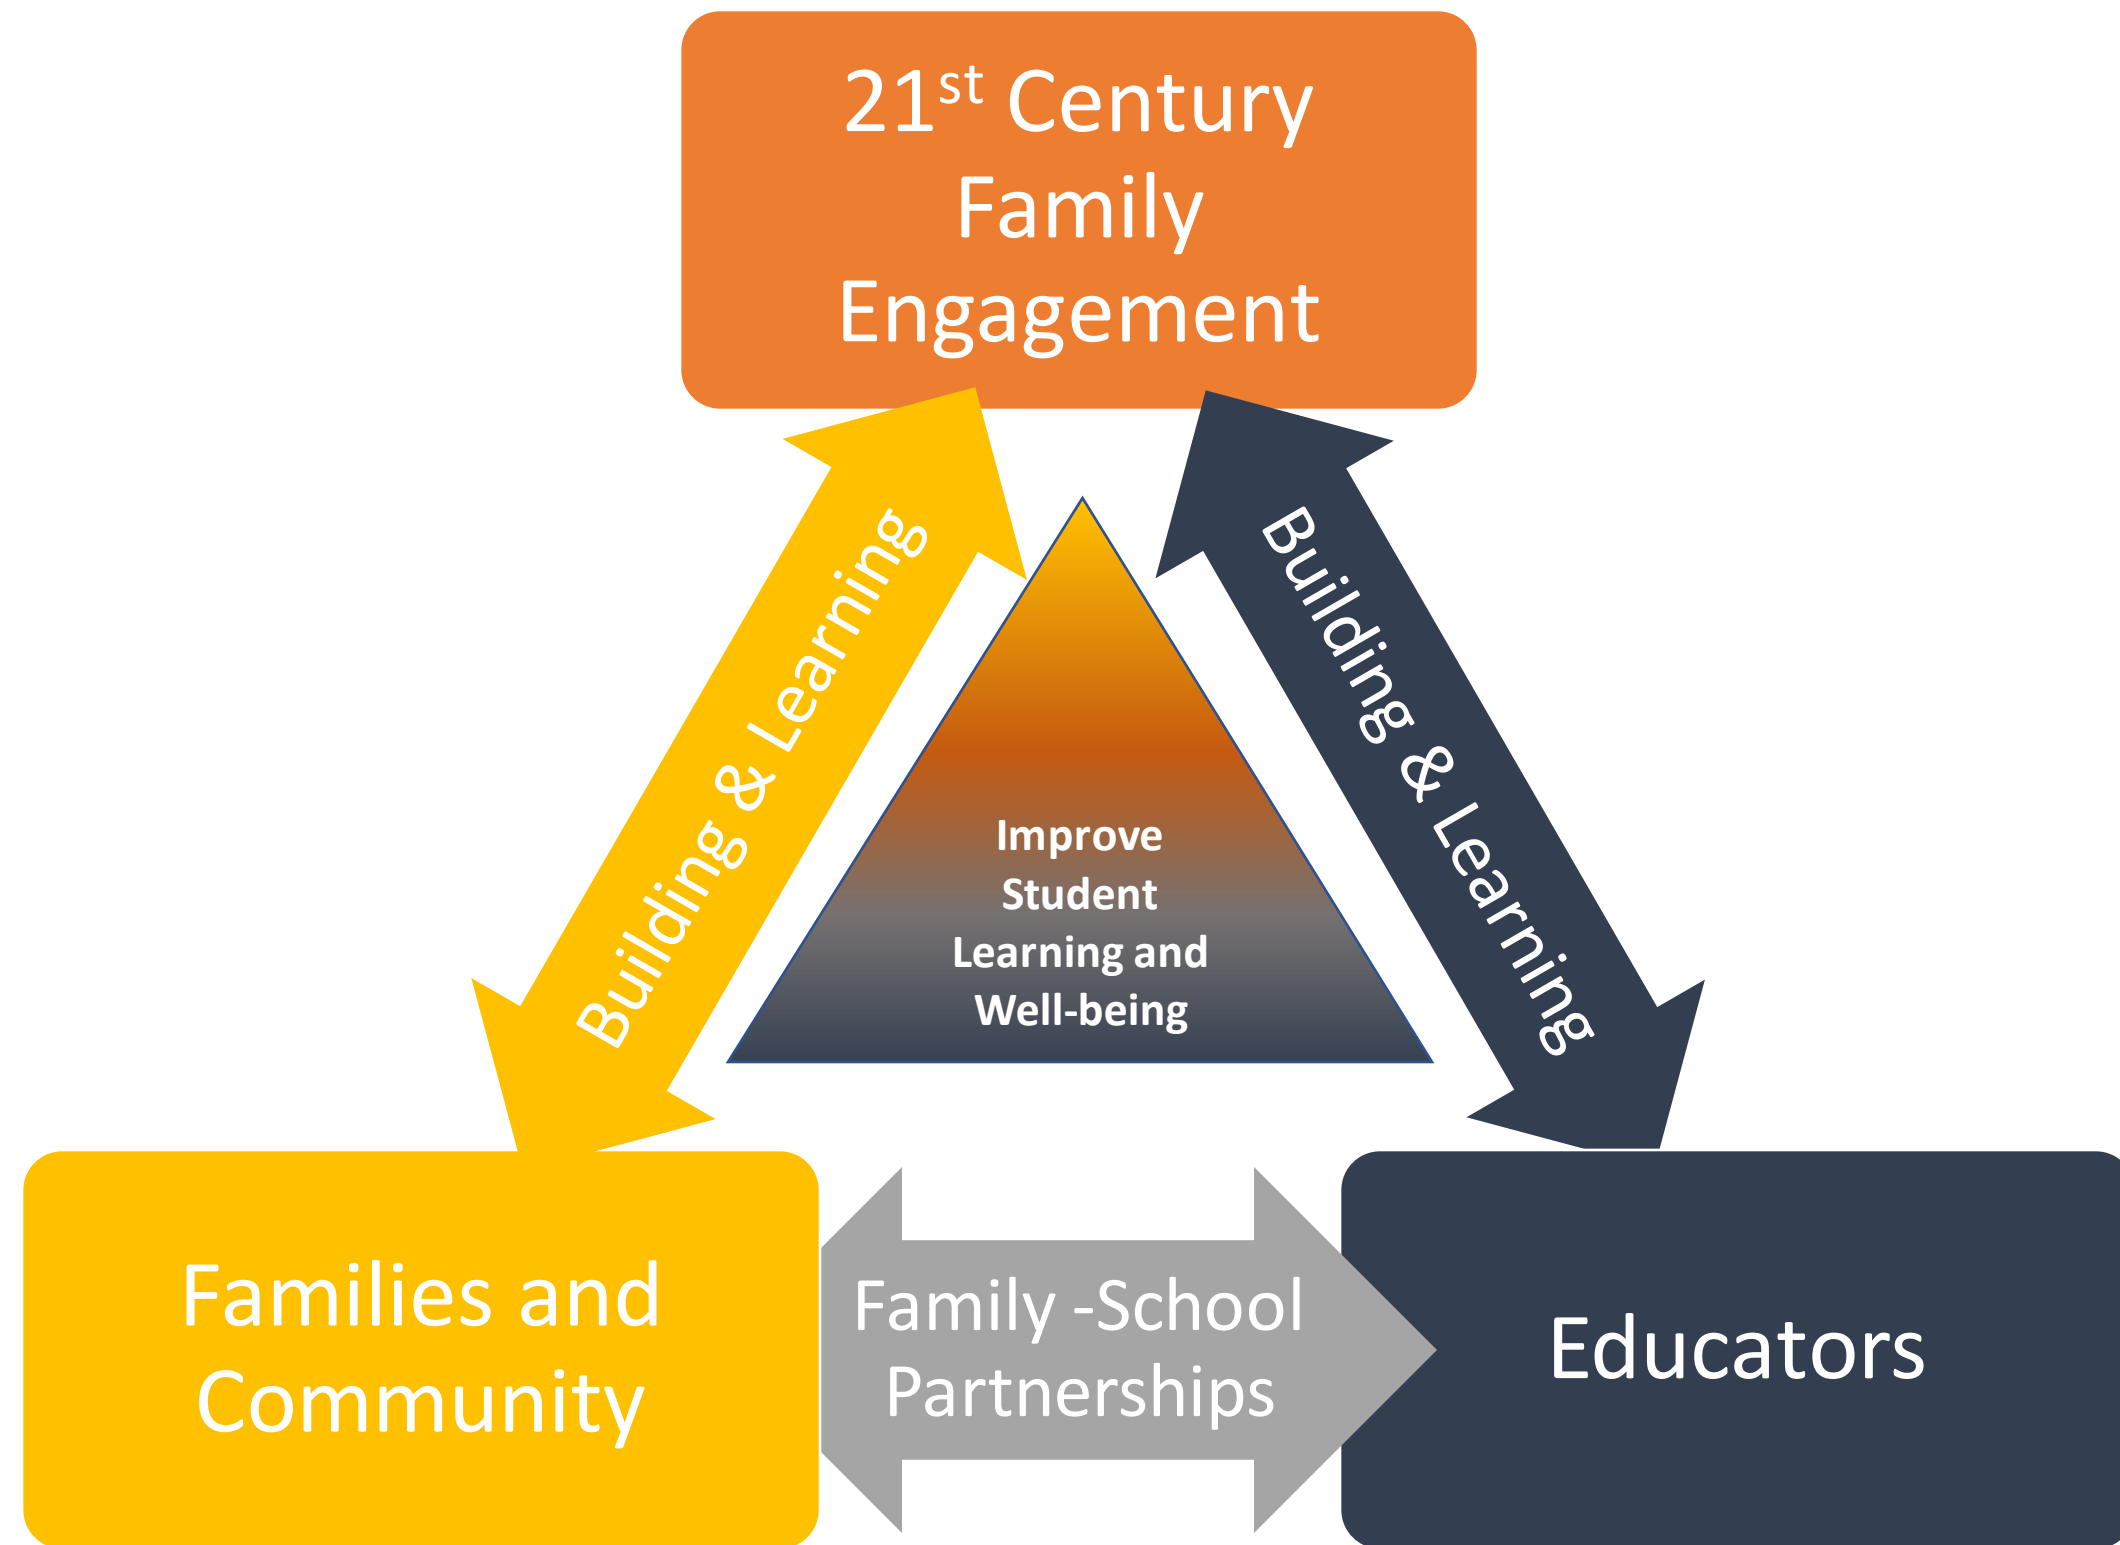 21st Century
Family
Engagement
Building & Learning
Building & Learning
Improve
Student
Learning and
Well-being
Families and
Community
Family -School
Partnerships
Educators